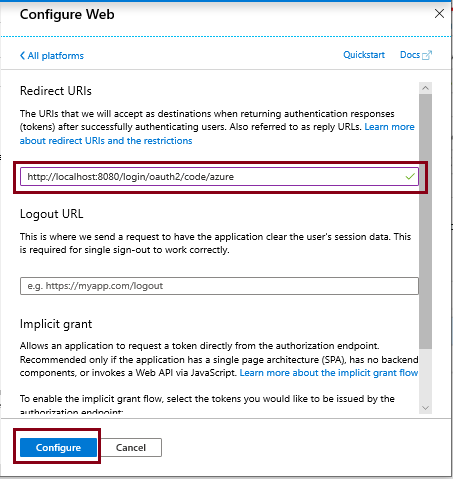 Configure Web
All platforms
Quickstart
Docs
Redirect URIs
The URIs that we will accept as destinations when returning authentication responses
(tokens) after successfully authenticating users. Also referred to as reply URLs. Learn more
about redirect URIs and the restrictions
http://localhost:8080/login/oauth2/code/azure
Logout URL
This is where we send a request to have the application clear the user's session data. This
is required for single sign-out to work correctly.
e.g. https://myapp.com/logout
Implicit grant
Allows an application to request a token directly from the authorization endpoint.
Recommended only if the application has a single page architecture (SPA), has no backend
components, or invokes a Web API via JavaScript. Learn more about the implicit grant flow
To enable the implicit grant flow, select the tokens you would like to be issued by the
authorization endpoint:
Configure
Cancel